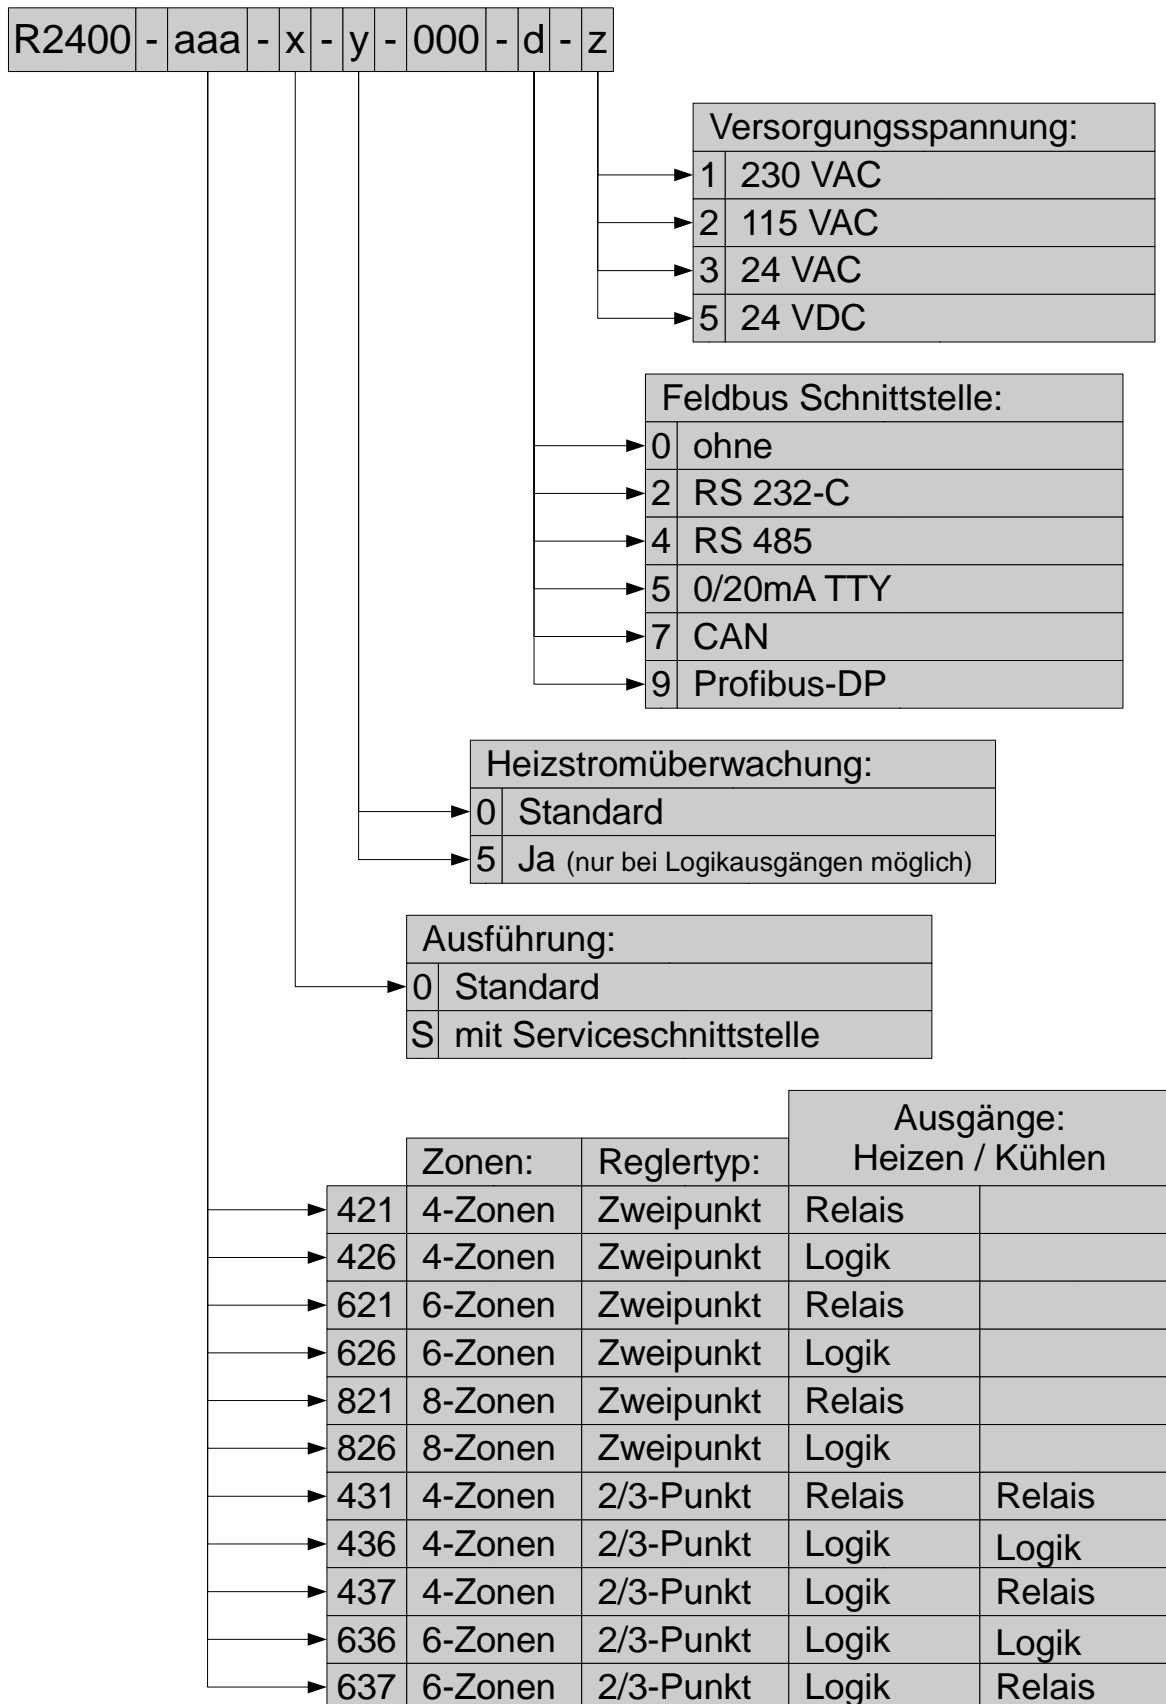 R2400 - aaa - x - y - 000 - d - z
Versorgungsspannung:
1 230 VAC
2 115 VAC
3 24 VAC
5 24 VDC
Feldbus Schnittstelle:
0 ohne
2 RS 232-C
4 RS 485
5 0/20mA TTY
7 CAN
9 Profibus-DP
Heizstromüberwachung:
0 Standard
5 Ja (nur bei Logikausgängen möglich)
Ausführung:
0 Standard
S mit Serviceschnittstelle
Ausgänge:
Zonen: Reglertyp: Heizen / Kühlen
421 4-Zonen Zweipunkt Relais
426 4-Zonen Zweipunkt Logik
621 6-Zonen Zweipunkt Relais
626 6-Zonen Zweipunkt Logik
821 8-Zonen Zweipunkt Relais
826 8-Zonen Zweipunkt Logik
431 4-Zonen 2/3-Punkt Relais Relais
436 4-Zonen 2/3-Punkt Logik Logik
437 4-Zonen 2/3-Punkt Logik Relais
636 6-Zonen 2/3-Punkt Logik Logik
637 6-Zonen 2/3-Punkt Logik Relais